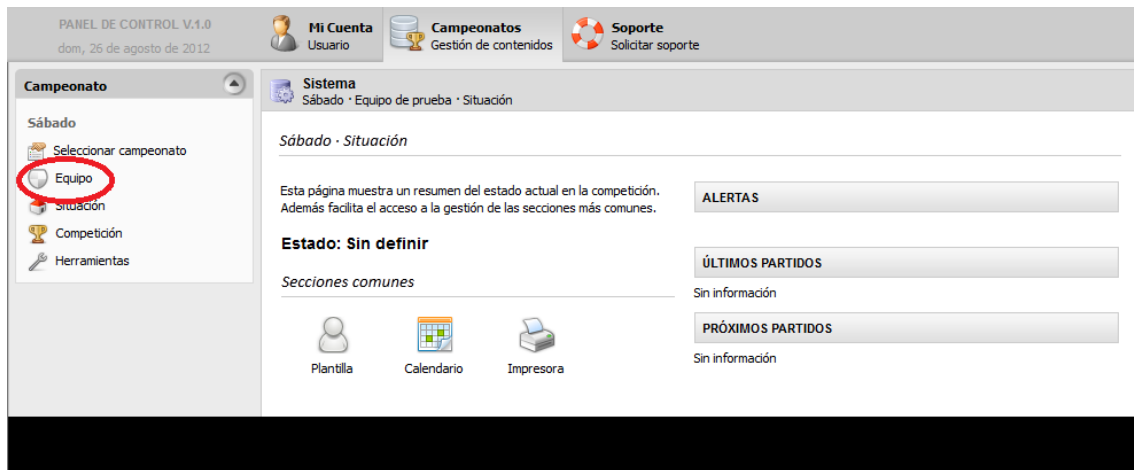 PANEL DE CONTROL V.1.0
dom, 26 de agosto de 2012
Mi Cuenta
Usuario
Campeonatos
Gestión de contenidos
Soporte
Solicitar soporte
Campeonato
Sábado
Seleccionar campeonato
Equipo
Situación
Competición
Herramientas
Sistema
Sábado · Equipo de prueba · Situación
Sábado · Situación
Esta página muestra un resumen del estado actual en la competición.
Además facilita el acceso a la gestión de las secciones más comunes.
Estado: Sin definir
Secciones comunes
Plantilla
Calendario
Impresora
ALERTAS
ÚLTIMOS PARTIDOS
Sin información
PRÓXIMOS PARTIDOS
Sin información